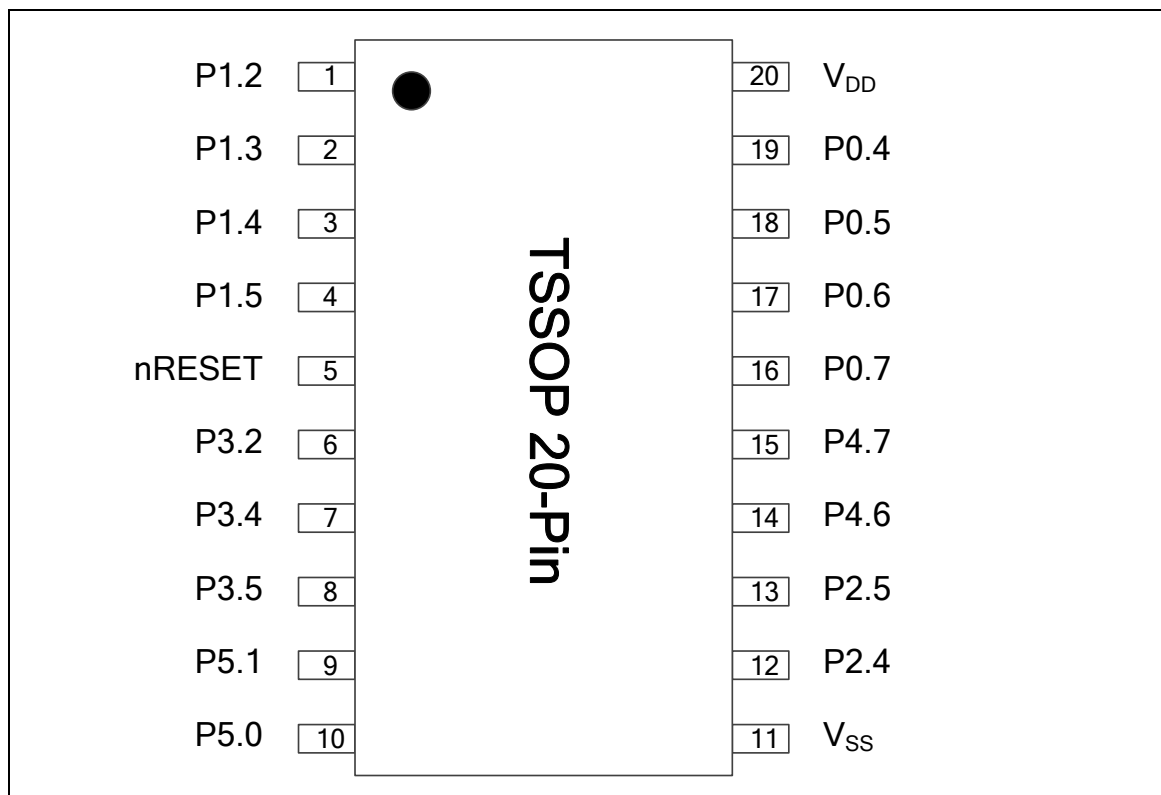 P1.2 1 20 VDD
P1.3 2 19 P0.4
P1.4 3 18 P0.5
P1.5 4 17 P0.6
nRESET 5 16 P0.7
P3.2 6 15 P4.7
P3.4 7 14 P4.6
P3.5 8 13 P2.5
P5.1 9 12 P2.4
P5.0 10 11 VSS
TSSOP 20-Pin